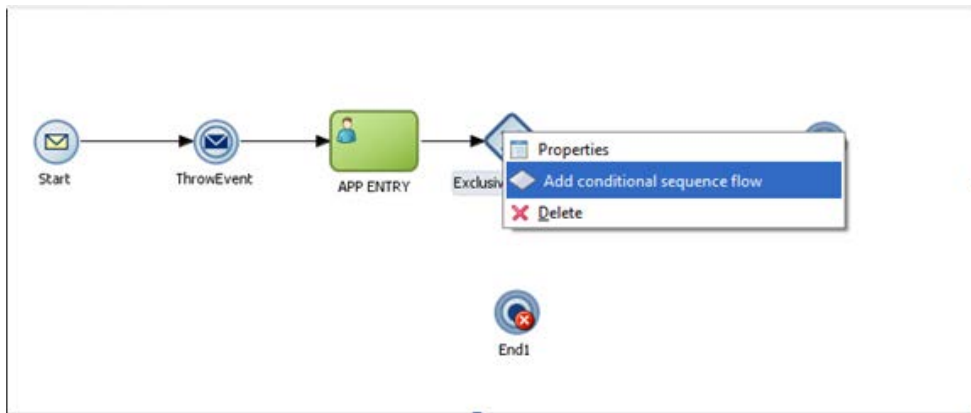 Start
ThrowEvent
APP ENTRY
Exclusiv
Properties
Add conditional sequence flow
Delete
End1